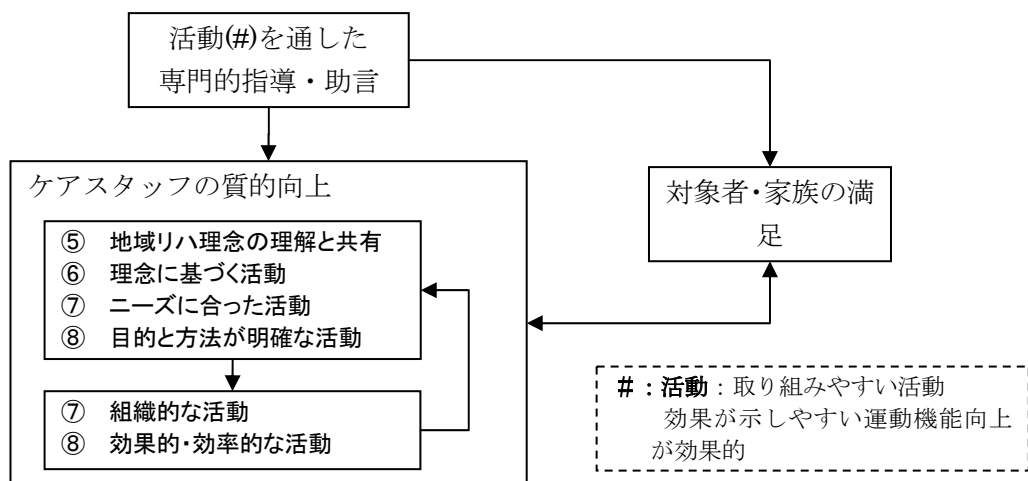 活動(#)を通した
専門的指導・助言
ケアスタッフの質的向上
⑤ 地域リハ理念の理解と共有
⑥ 理念に基づく活動
⑦ ニーズに合った活動
⑧ 目的と方法が明確な活動
⑦ 組織的な活動
⑧ 効果的・効率的な活動
対象者・家族の満
足
#：活動：取り組みやすい活動
効果が示しやすい運動機能向上
が効果的